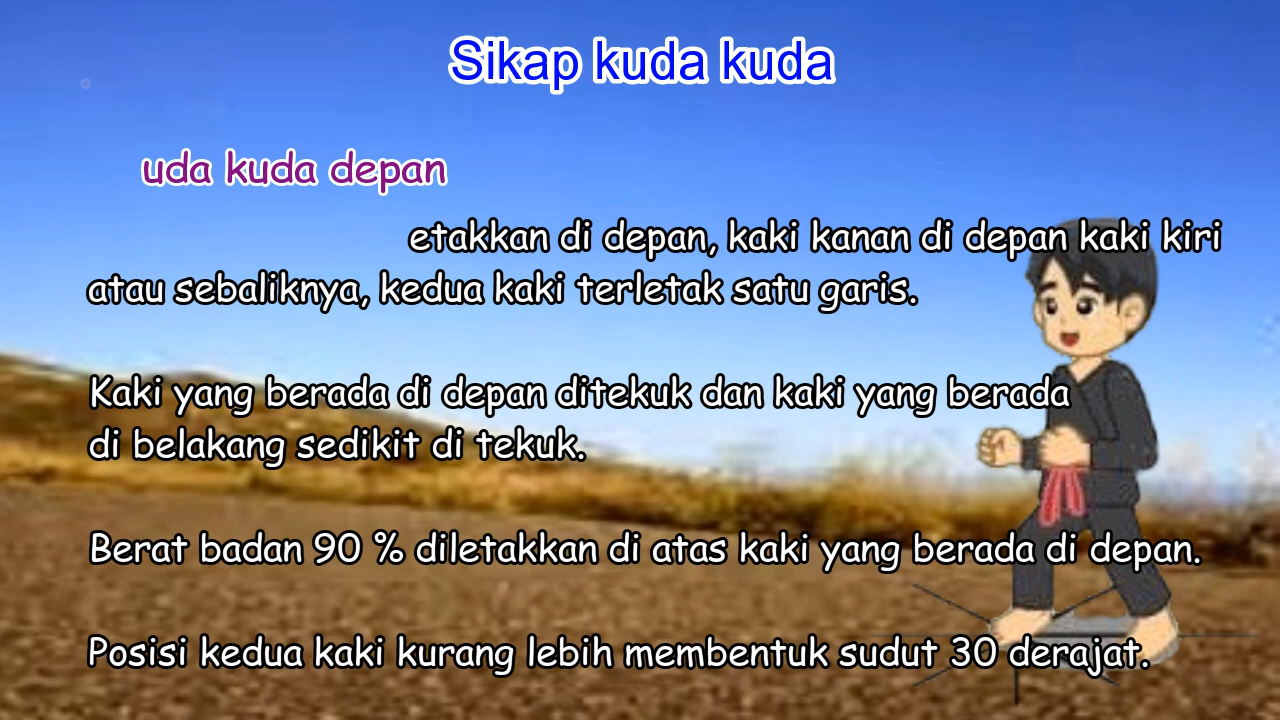 Sikap kuda kuda
uda kuda depan
etakkan di depan, kaki kanan di depan kaki kiri
atau sebaliknya, kedua kaki terletak satu garis.
Kaki yang berada di depan ditekuk dan kaki yang berada
di belakang sedikit di tekuk.
Berat badan 90 % diletakkan di atas kaki yang berada di depan.
Posisi kedua kaki kurang lebih membentuk sudut 30 derajat.